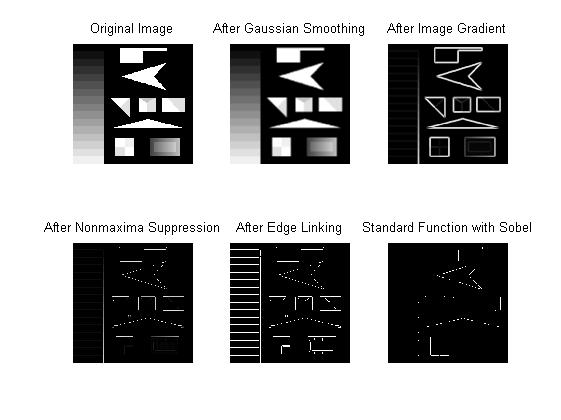 Original Image
After Gaussian Smoothing
After Image Gradient
After Nonmaxima Suppression
After Edge Linking
Standard Function with Sobel